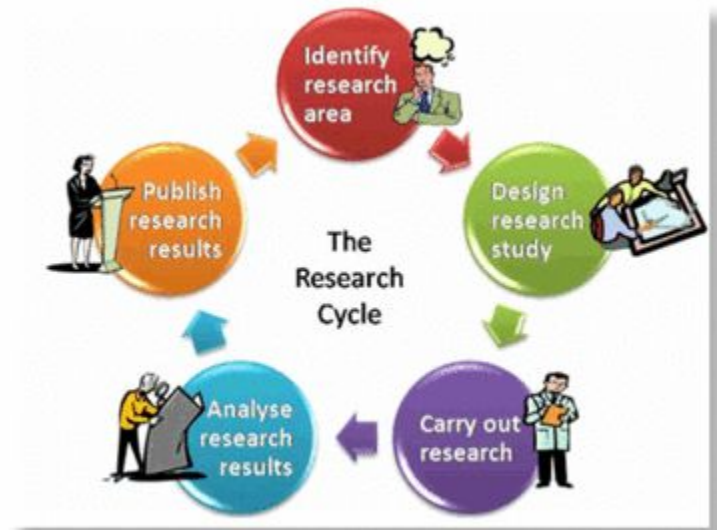 Identify
research
area
Design
research
study
Carry out
research
Analyse
research
results
Publish
research
results
The
Research
Cycle